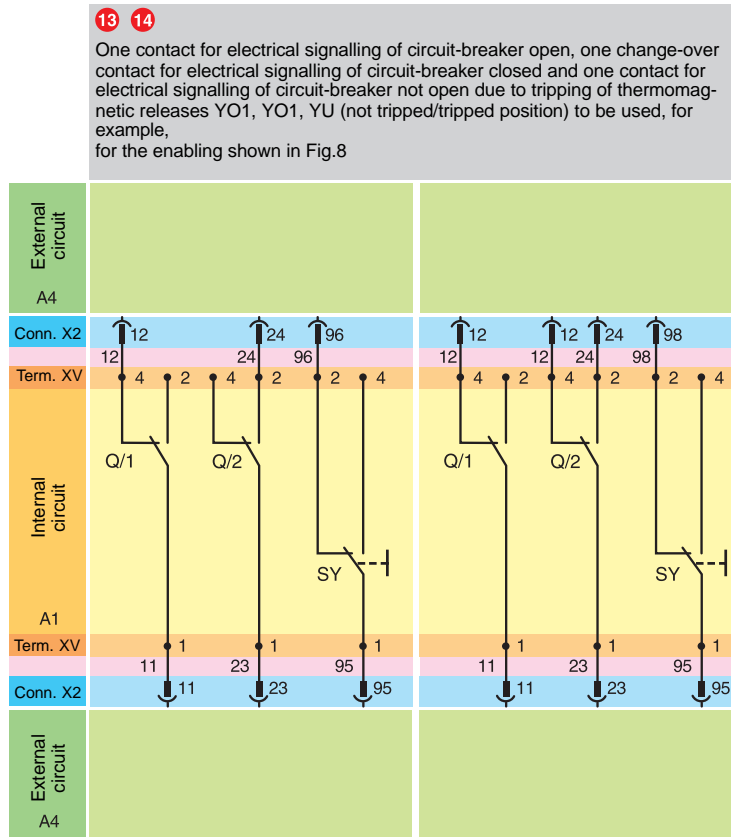 13 14
One contact for electrical signalling of circuit-breaker open, one change-over
contact for electrical signalling of circuit-breaker closed and one contact for
electrical signalling of circuit-breaker not open due to tripping of thermomag-
netic releases YO1, YO1, YU (not tripped/tripped position) to be used, for
example,
for the enabling shown in Fig.8
External
circuit
A4
Conn. X2 12 24 96 12 12 24 98
12 24 96 12 12 24 98
Term. XV 4 2 4 2 2 4 4 2 4 2 2 4
Internal
circuit
Q/1 Q/2 Q/1 Q/2
SY SY
A1
Term. XV 1 1 1 1 1 1
11 23 95 11 23 95
Conn. X2 11 23 95 11 23 95
External
circuit
A4